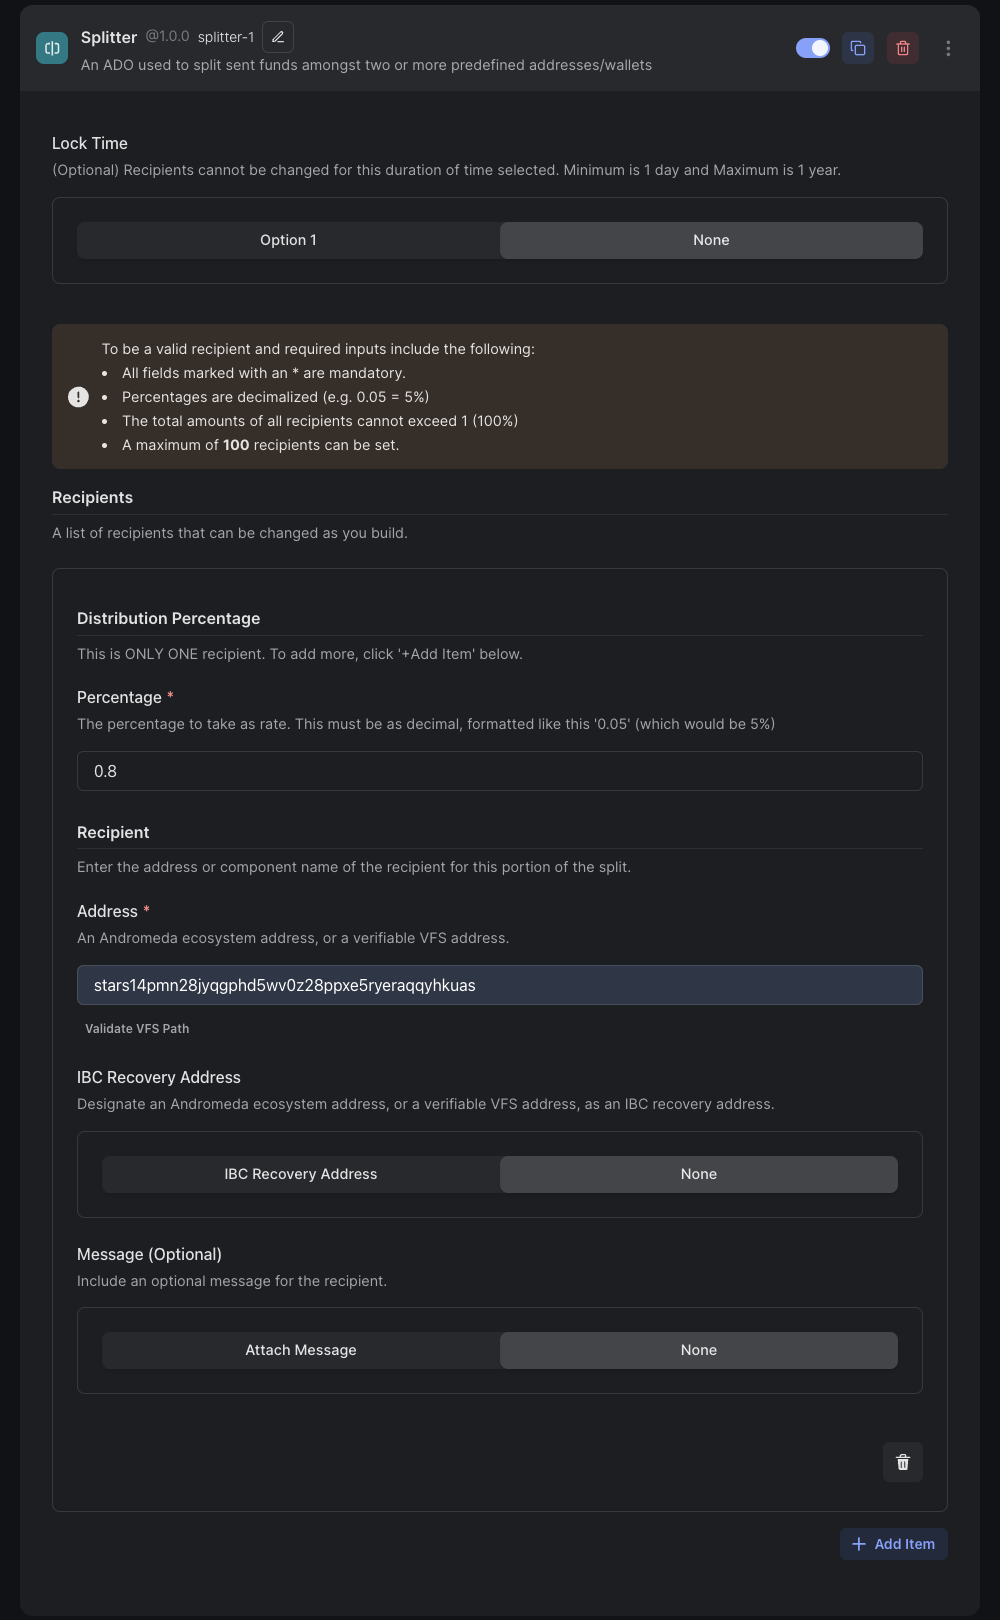 Splitter @1.0.0 splitter-1
An ADO used to split sent funds amongst two or more predefined addresses/wallets
Lock Time
(Optional) Recipients cannot be changed for this duration of time selected. Minimum is 1 day and Maximum is 1 year.
Option 1 None
To be a valid recipient and required inputs include the following:
• All fields marked with an * are mandatory.
• Percentages are decimalized (e.g. 0.05 = 5%)
• The total amounts of all recipients cannot exceed 1 (100%)
• A maximum of 100 recipients can be set.
Recipients
A list of recipients that can be changed as you build.
Distribution Percentage
This is ONLY ONE recipient. To add more, click '+Add Item' below.
Percentage *
The percentage to take as rate. This must be as decimal, formatted like this '0.05' (which would be 5%)
0.8
Recipient
Enter the address or component name of the recipient for this portion of the split.
Address *
An Andromeda ecosystem address, or a verifiable VFS address.
stars14pmn28jyqgphd5wv0z28ppxe5ryeraqqyhkuas
Validate VFS Path
IBC Recovery Address
Designate an Andromeda ecosystem address, or a verifiable VFS address, as an IBC recovery address.
IBC Recovery Address None
Message (Optional)
Include an optional message for the recipient.
Attach Message None
+ Add Item